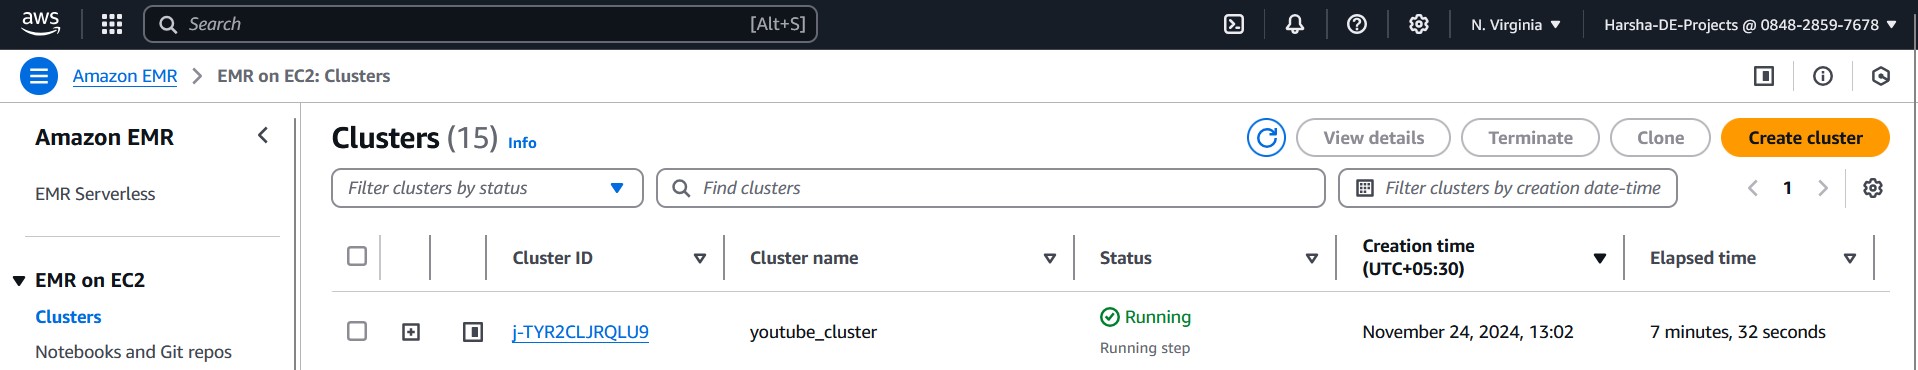 aws
Search [Alt+S]
N. Virginia
Harsha-DE-Projects @ 0848-2859-7678
Amazon EMR
EMR on EC2: Clusters
Amazon EMR
EMR Serverless
EMR on EC2
Clusters
Notebooks and Git repos
Clusters (15) Info
View details
Terminate
Clone
Create cluster
Filter clusters by status
Find clusters
Filter clusters by creation date-time
1
Cluster ID
Cluster name
Status
Creation time
(UTC+05:30)
Elapsed time
j-TYR2CLJRQLU9
youtube_cluster
Running
Running step
November 24, 2024, 13:02
7 minutes, 32 seconds